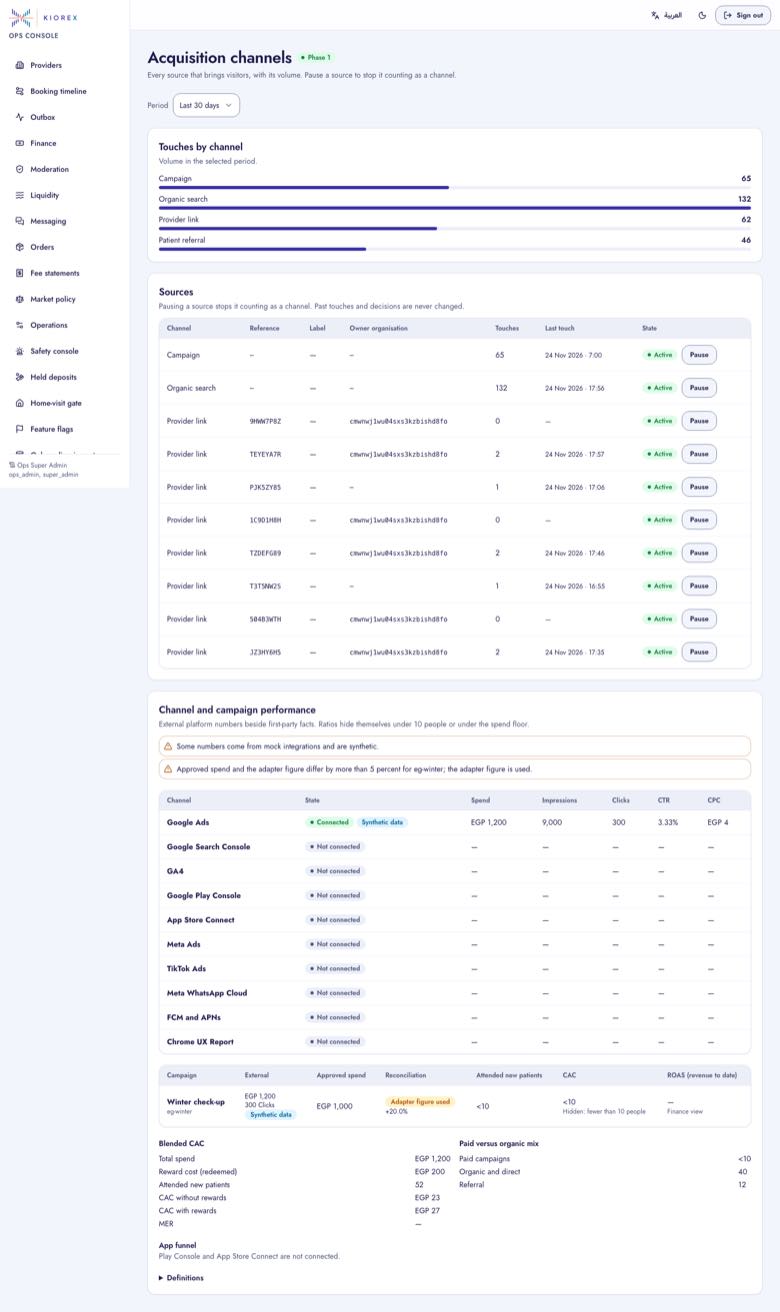 KIOREX
OPS CONSOLE
العربية
Sign out
Providers
Booking timeline
Outbox
Finance
Moderation
Liquidity
Messaging
Orders
Fee statements
Market policy
Operations
Safety console
Held deposits
Home-visit gate
Feature flags
Ops Super Admin
ops_admin, super_admin
Acquisition channels Phase 1
Every source that brings visitors, with its volume. Pause a source to stop it counting as a channel.
Period Last 30 days
Touches by channel
Volume in the selected period.
Campaign 65
Organic search 132
Provider link 62
Patient referral 46
Sources
Pausing a source stops it counting as a channel. Past touches and decisions are never changed.
Channel Reference Label Owner organisation Touches Last touch State
Campaign – — – 65 24 Nov 2026 · 7:00 Active Pause
Organic search – — – 132 24 Nov 2026 · 17:56 Active Pause
Provider link 9HWW7P8Z — cmwnwj1wu04sxs3kzbishd8fo 0 — Active Pause
Provider link TEYEYA7R — cmwnwj1wu04sxs3kzbishd8fo 2 24 Nov 2026 · 17:57 Active Pause
Provider link PJK5ZY85 — – 1 24 Nov 2026 · 17:06 Active Pause
Provider link 1C9D1H8H — cmwnwj1wu04sxs3kzbishd8fo 0 — Active Pause
Provider link TZDEFG89 — cmwnwj1wu04sxs3kzbishd8fo 2 24 Nov 2026 · 17:46 Active Pause
Provider link T3TSNW2S — – 1 24 Nov 2026 · 16:55 Active Pause
Provider link 504B3WTH — cmwnwj1wu04sxs3kzbishd8fo 0 — Active Pause
Provider link JZ3HY6HS — cmwnwj1wu04sxs3kzbishd8fo 2 24 Nov 2026 · 17:35 Active Pause
Channel and campaign performance
External platform numbers beside first-party facts. Ratios hide themselves under 10 people or under the spend floor.
Some numbers come from mock integrations and are synthetic.
Approved spend and the adapter figure differ by more than 5 percent for eg-winter; the adapter figure is used.
Channel State Spend Impressions Clicks CTR CPC
Google Ads Connected Synthetic data EGP 1,200 9,000 300 3.33% EGP 4
Google Search Console Not connected — — — — —
GA4 Not connected — — — — —
Google Play Console Not connected — — — — —
App Store Connect Not connected — — — — —
Meta Ads Not connected — — — — —
TikTok Ads Not connected — — — — —
Meta WhatsApp Cloud Not connected — — — — —
FCM and APNs Not connected — — — — —
Chrome UX Report Not connected — — — — —
Campaign External Approved spend Reconciliation Attended new patients CAC ROAS (revenue to date)
Winter check-up EGP 1,200 EGP 1,000 Adapter figure used <10 <10 —
eg-winter 300 Clicks +20.0% Hidden: fewer than 10 people Finance view
Synthetic data
Blended CAC
Total spend EGP 1,200
Reward cost (redeemed) EGP 200
Attended new patients 52
CAC without rewards EGP 23
CAC with rewards EGP 27
MER —
Paid versus organic mix
Paid campaigns <10
Organic and direct 40
Referral 12
App funnel
Play Console and App Store Connect are not connected.
Definitions